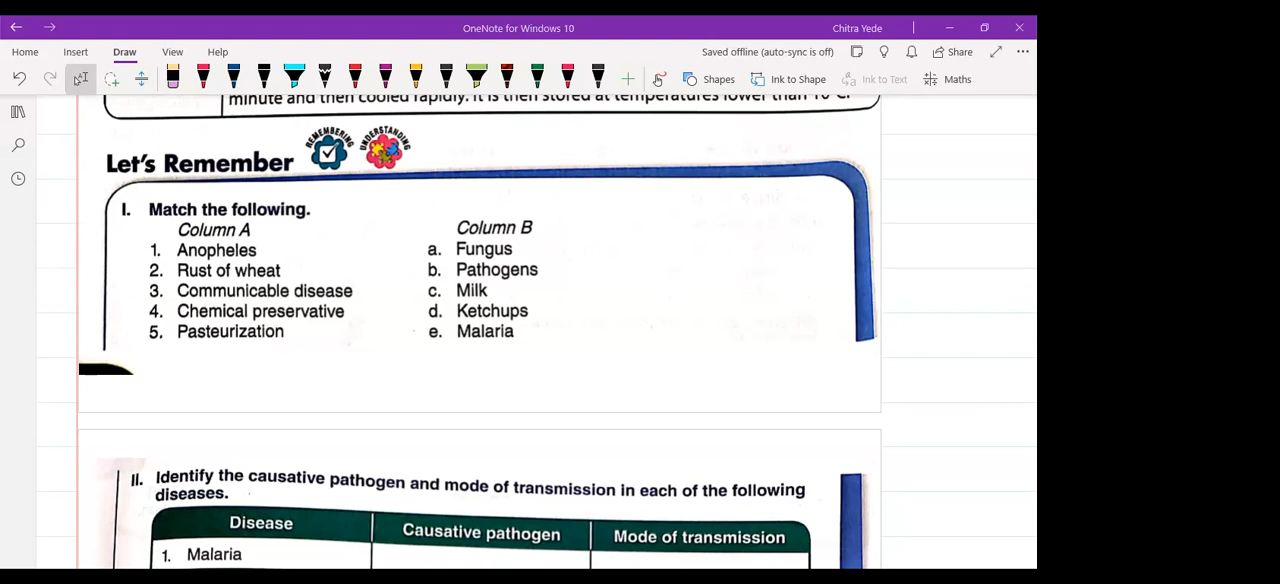 OneNote for Windows 10
Chitra Yede
Home Insert Draw View Help
Saved offline (auto-sync is off)
Share
Shapes
Ink to Shape
Ink to Text
Maths
minute and then cooled rapidly. It is then stored at temperatures lower than 10°C.
Let's Remember
REMEMBERING
UNDERSTANDING
I. Match the following.
Column A Column B
1. Anopheles a. Fungus
2. Rust of wheat b. Pathogens
3. Communicable disease c. Milk
4. Chemical preservative d. Ketchups
5. Pasteurization e. Malaria
II. Identify the causative pathogen and mode of transmission in each of the following
diseases.
Disease Causative pathogen Mode of transmission
1. Malaria